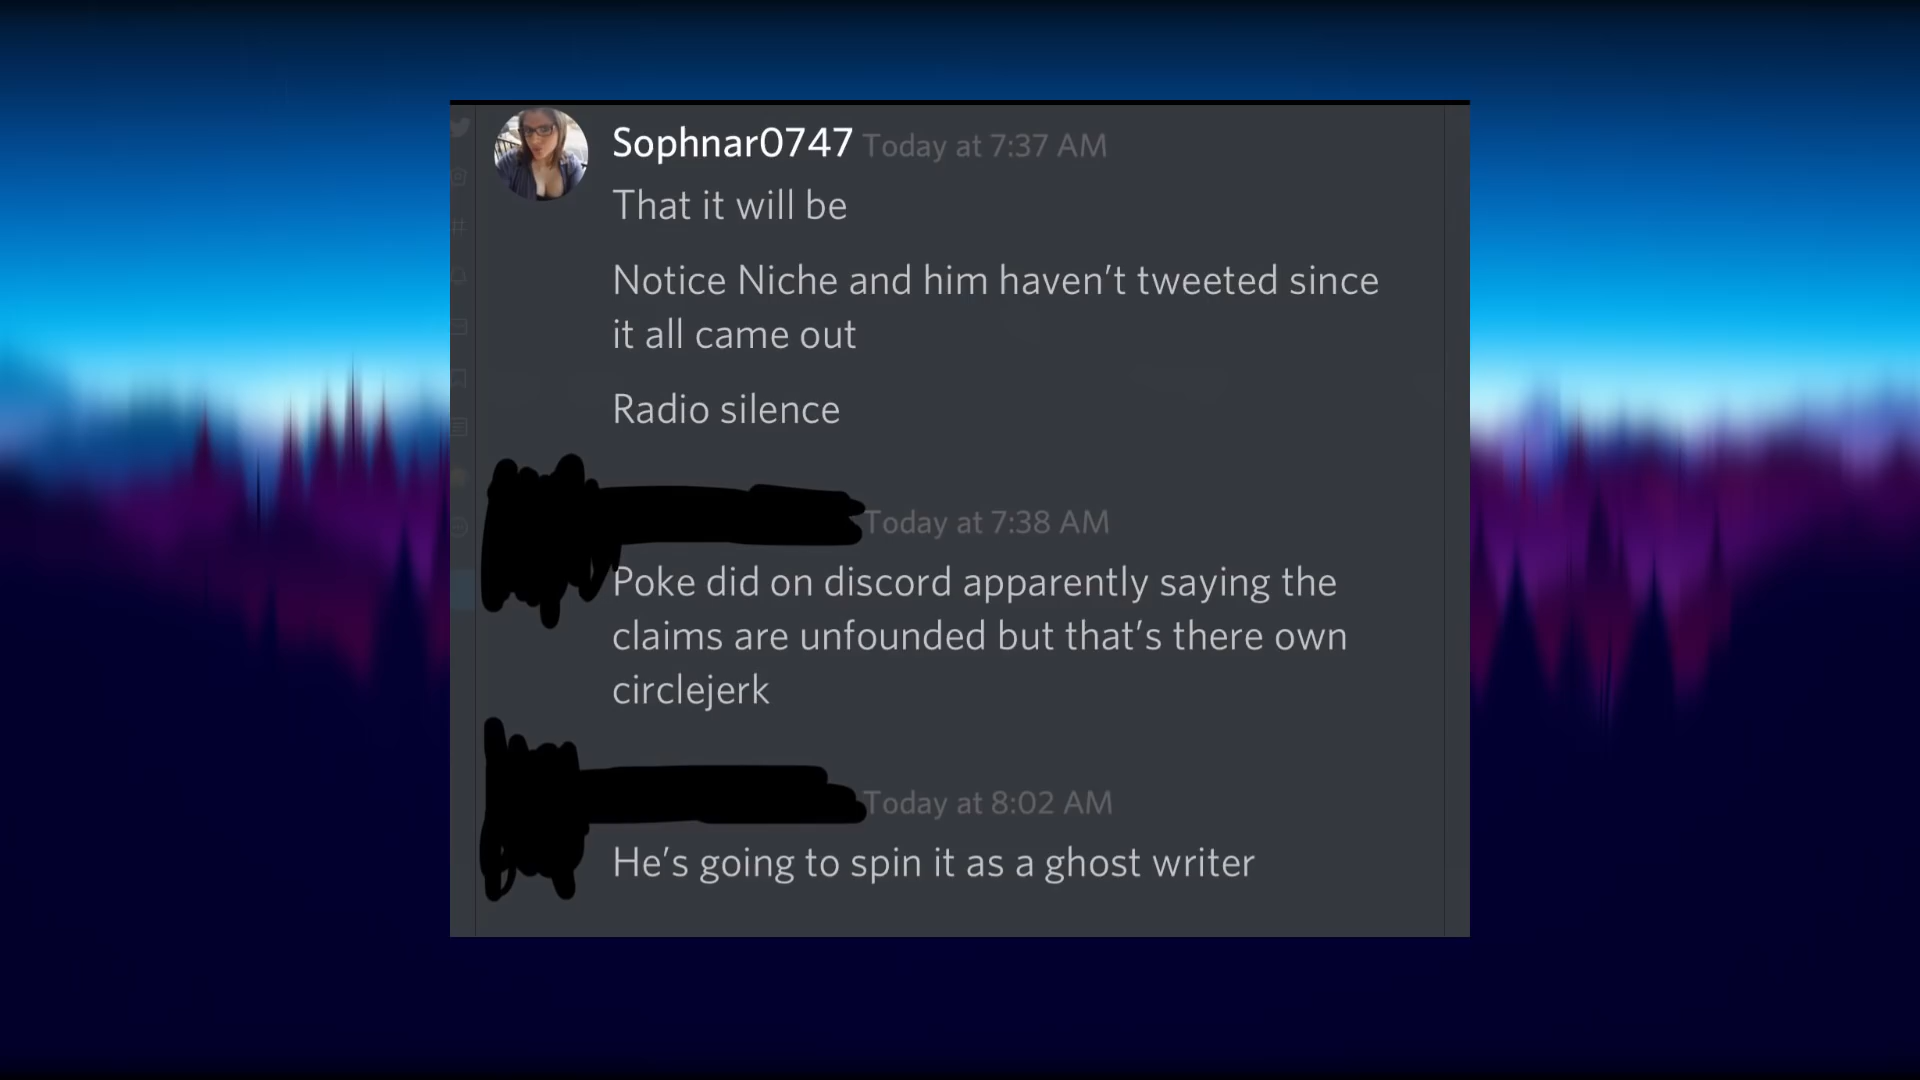 Sophnar0747 Today at 7:37 AM
That it will be
Notice Niche and him haven't tweeted since
it all came out
Radio silence
Today at 7:38 AM
Poke did on discord apparently saying the
claims are unfounded but that's there own
circlejerk
Today at 8:02 AM
He's going to spin it as a ghost writer